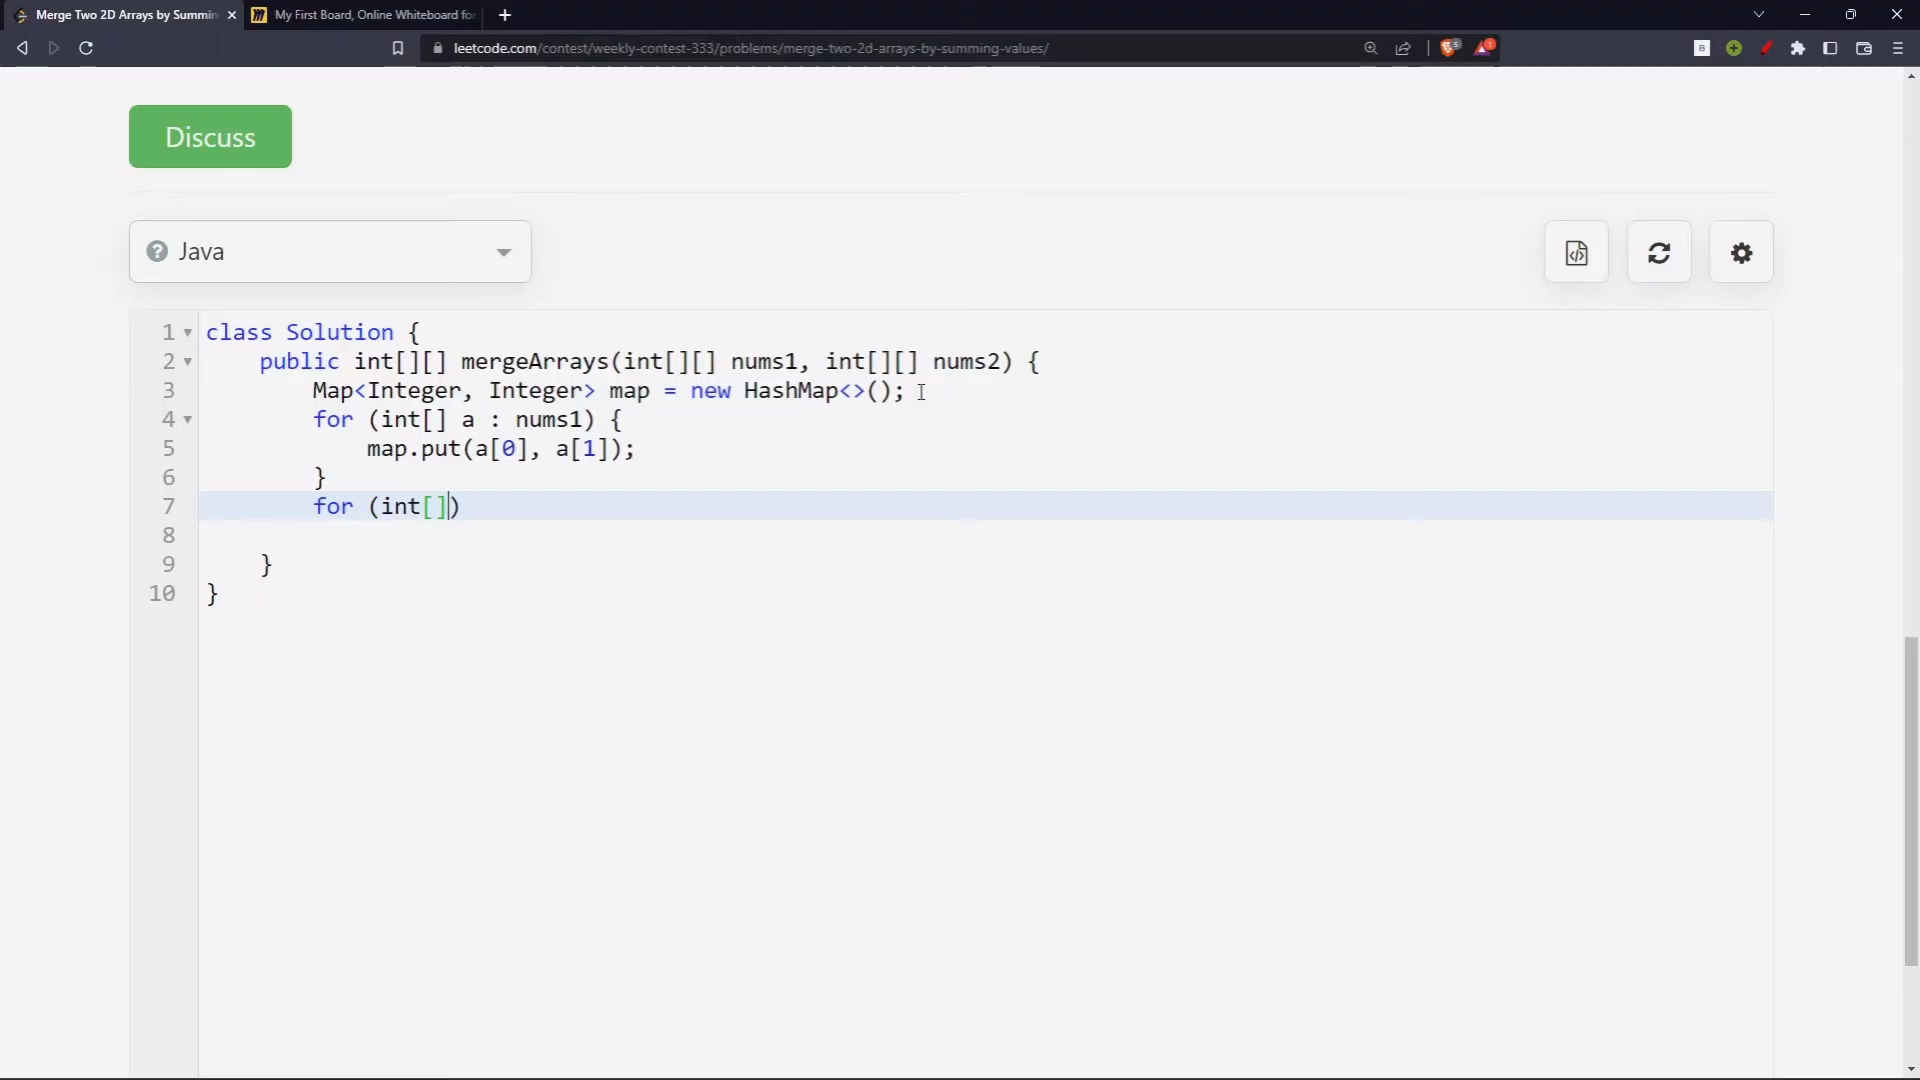 Merge Two 2D Arrays by Summin
My First Board, Online Whiteboard for
leetcode.com/contest/weekly-contest-333/problems/merge-two-2d-arrays-by-summing-values/
Discuss
Java
1 class Solution {
2     public int[][] mergeArrays(int[][] nums1, int[][] nums2) {
3         Map<Integer, Integer> map = new HashMap<>();
4         for (int[] a : nums1) {
5             map.put(a[0], a[1]);
6         }
7         for (int[])
8
9     }
10 }